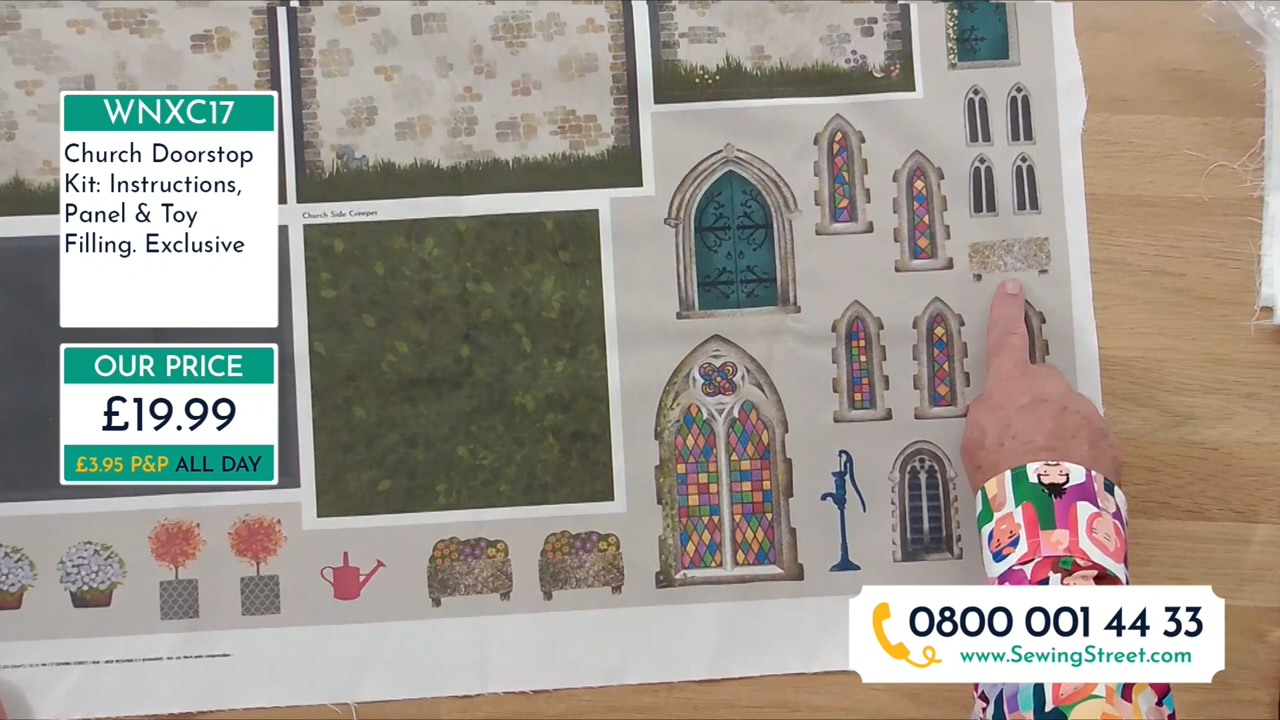 WNXC17
Church Doorstop
Kit: Instructions,
Panel & Toy
Filling. Exclusive
OUR PRICE
£19.99
£3.95 P&P ALL DAY
Church Side Creeper
0800 001 44 33
www.SewingStreet.com